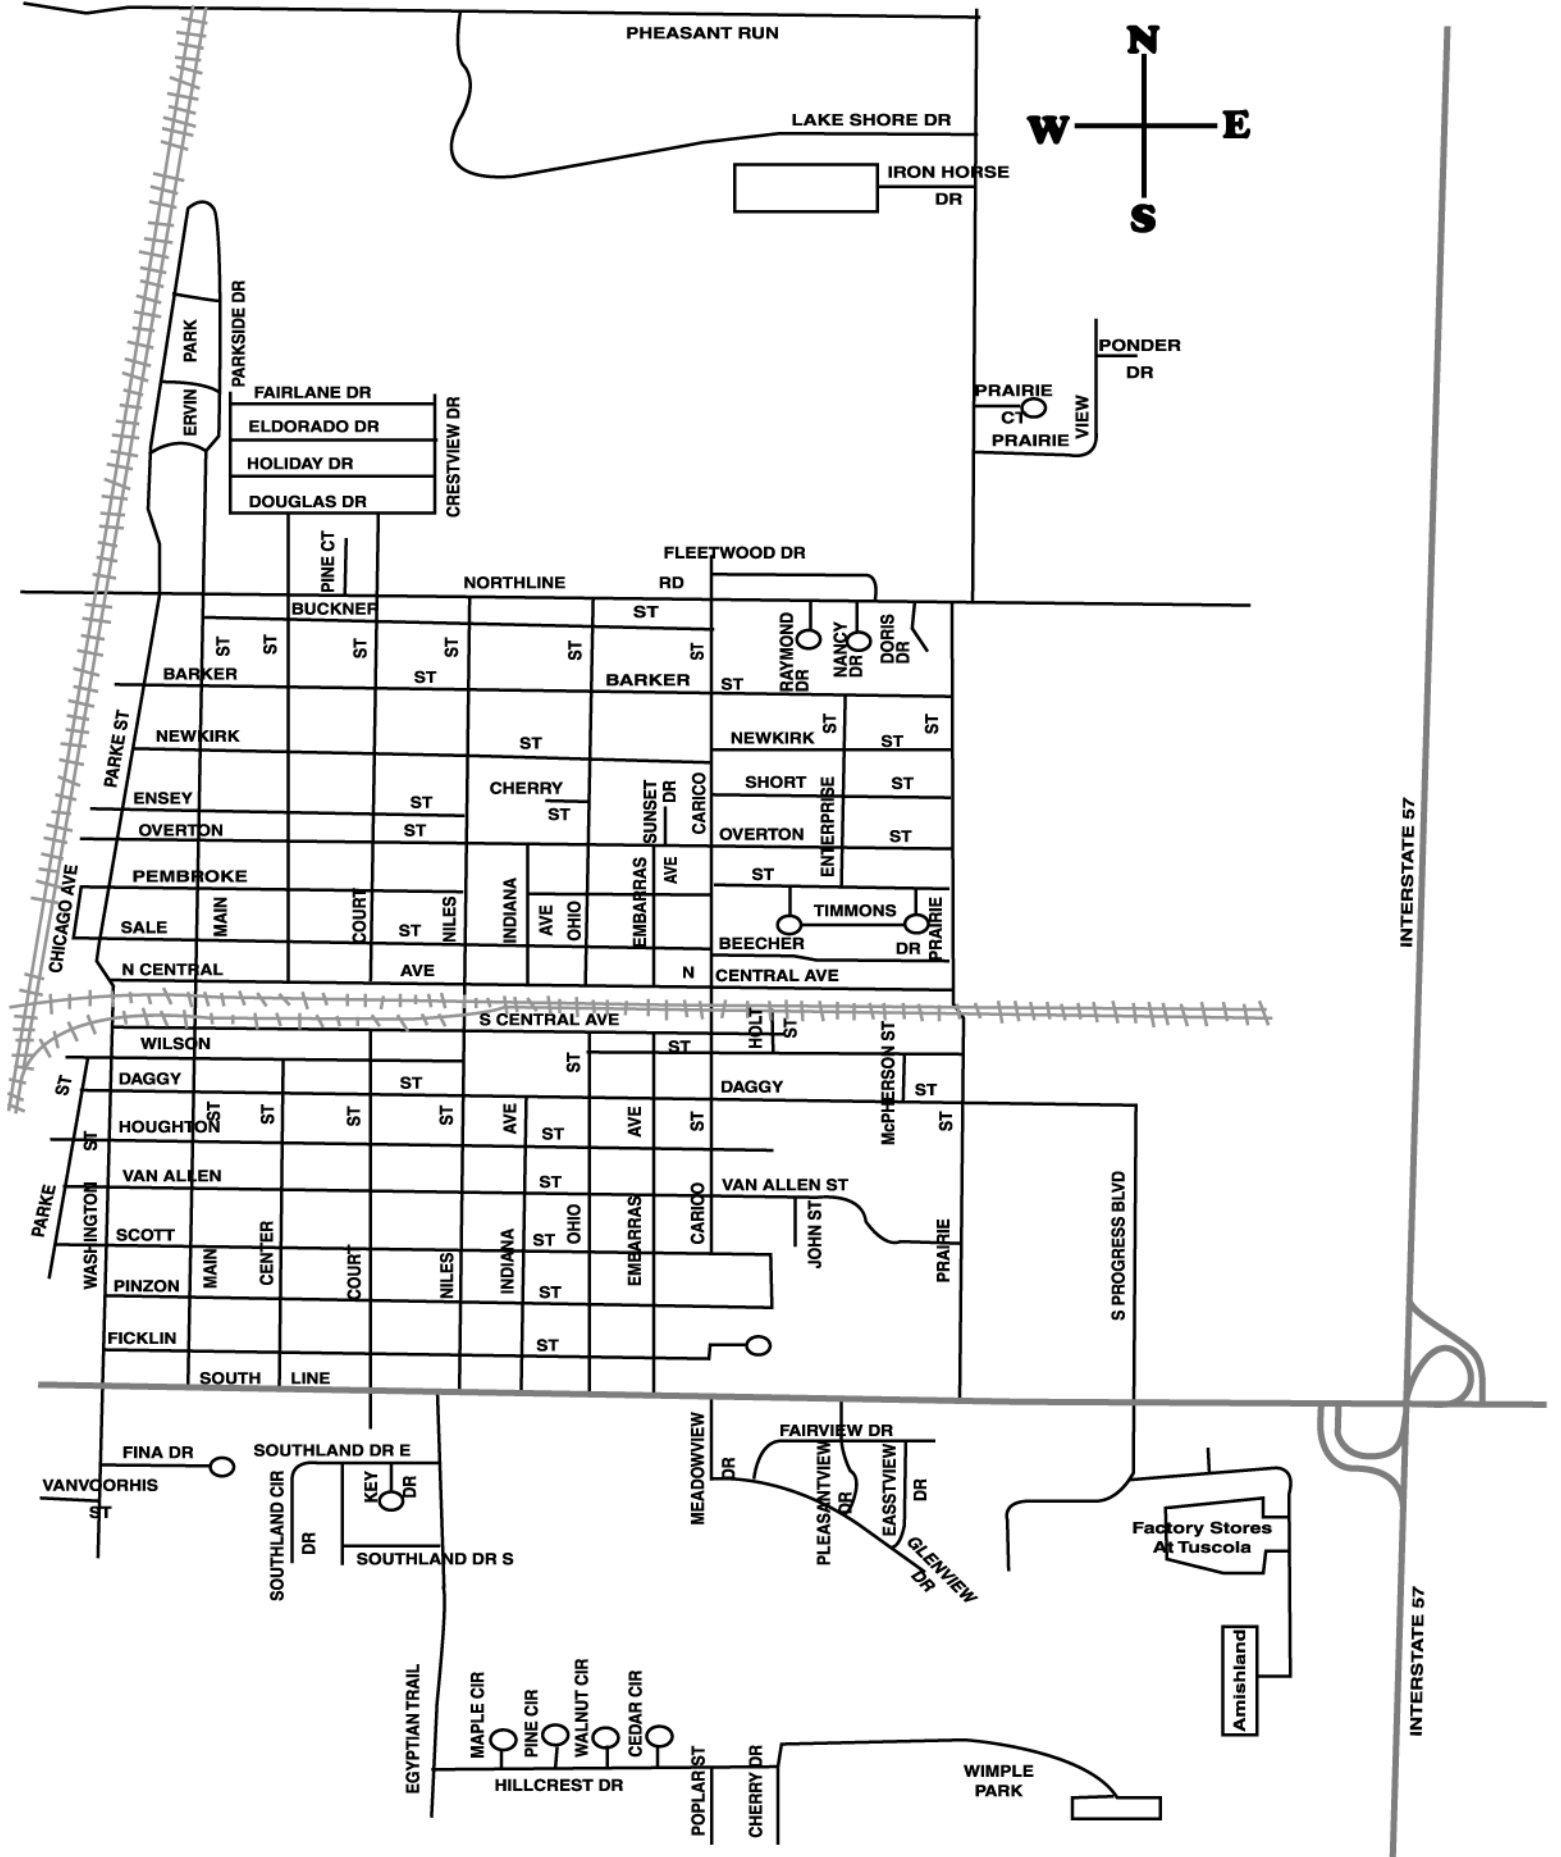 PHEASANT RUN
N
W
E
S
LAKE SHORE DR
IRON HORSE
DR
PARKSIDE DR
PARK
ERVIN
FAIRLANE DR
ELDORADO DR
HOLIDAY DR
DOUGLAS DR
CRESTVIEW DR
PONDER
DR
PRAIRIE
CT
PRAIRIE
VIEW
PINE CT
FLEETWOOD DR
NORTHLINE
RD
BUCKNER
ST
ST
ST
ST
ST
ST
ST
RAYMOND
DR
NANCY
DR
DORIS
DR
BARKER
ST
BARKER
ST
PARKE ST
NEWKIRK
ST
NEWKIRK
ST
ST
ST
CHERRY
ST
SUNSET
DR
CARICO
SHORT
ST
ENSEY
ST
OVERTON
ST
OVERTON
ST
ENTERPRISE
INTERSTATE 57
CHICAGO AVE
PEMBROKE
AVE
ST
MAIN
COURT
NILES
INDIANA
AVE
OHIO
EMBARRAS
TIMMONS
PRAIRIE
SALE
ST
BEECHER
DR
N CENTRAL
AVE
N
CENTRAL AVE
S CENTRAL AVE
HOLT
ST
WILSON
ST
ST
McPHERSON ST
DAGGY
ST
DAGGY
ST
ST
ST
ST
ST
ST
AVE
AVE
ST
ST
HOUGHTON
ST
ST
VAN ALLEN
ST
VAN ALLEN ST
PARKE
WASHINGTON
SCOTT
ST
JOHN ST
MAIN
CENTER
COURT
NILES
INDIANA
OHIO
EMBARRAS
CARICO
PRAIRIE
S PROGRESS BLVD
PINZON
ST
FICKLIN
ST
SOUTH
LINE
FINA DR
VANVOORHIS
ST
SOUTHLAND DR E
SOUTHLAND CIR
DR
KEY
DR
SOUTHLAND DR S
MEADOWVIEW
DR
FAIRVIEW DR
PLEASANTVIEW
DR
EASSTVIEW
DR
GLENVIEW
DR
Factory Stores
At Tuscola
Amishland
INTERSTATE 57
EGYPTIAN TRAIL
MAPLE CIR
PINE CIR
WALNUT CIR
CEDAR CIR
HILLCREST DR
POPLAR ST
CHERRY DR
WIMPLE
PARK